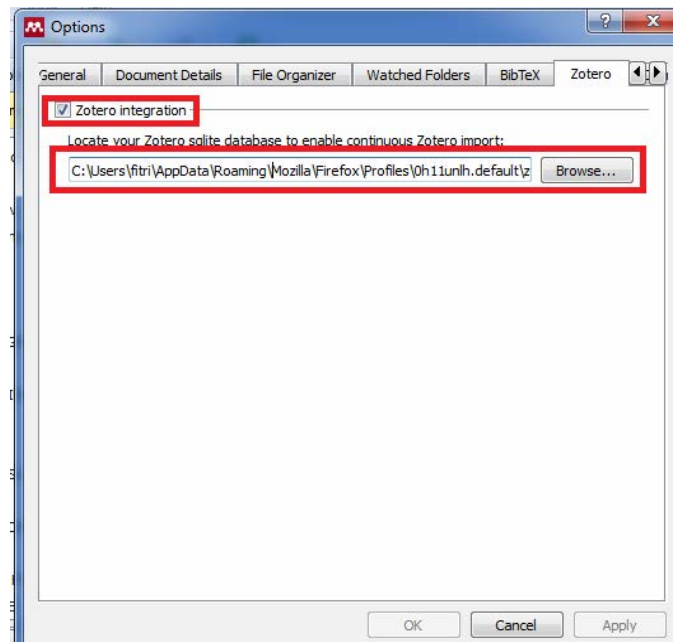 Options
General Document Details File Organizer Watched Folders BibTeX Zotero
Zotero integration
Locate your Zotero sqlite database to enable continuous Zotero import:
C:\Users\fitri\AppData\Roaming\Mozilla\Firefox\Profiles\0h11unlh.default\z Browse...
OK Cancel Apply